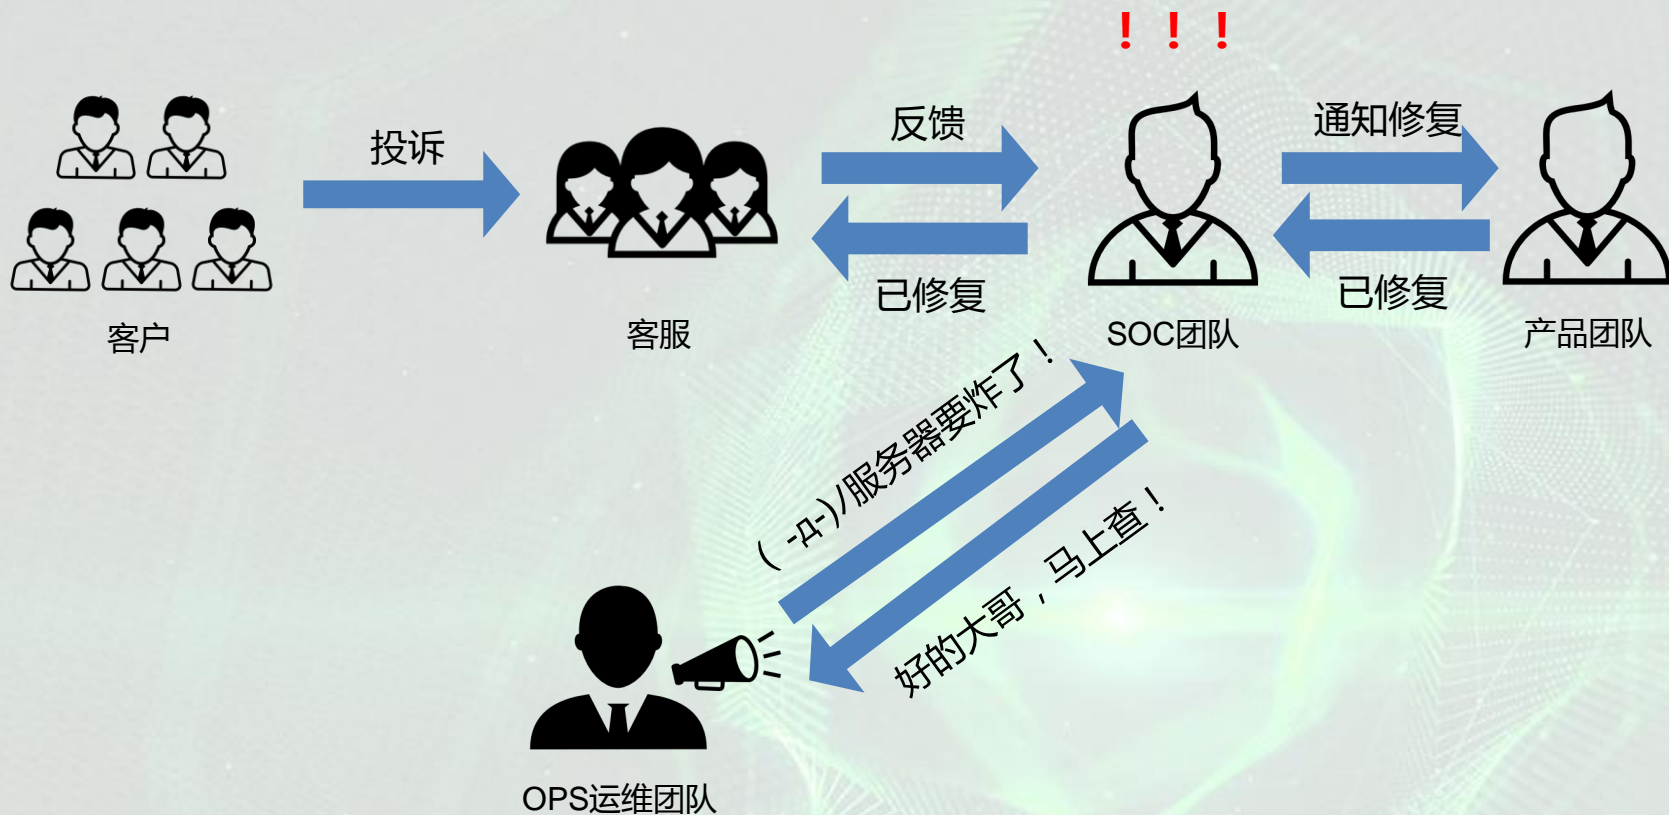 ！！！
投诉
反馈
通知修复
已修复
已修复
客户
客服
SOC团队
产品团队
( -д-)/服务器要炸了！
好的大哥，马上查！
OPS运维团队